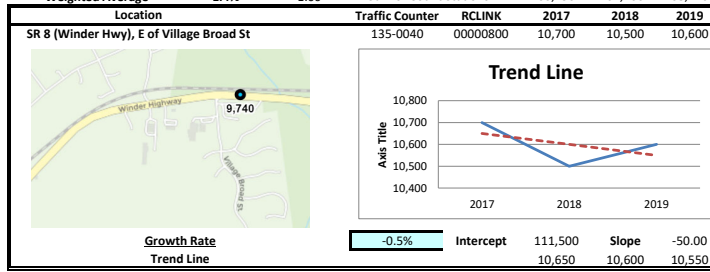 Location Traffic Counter RCLINK 2017 2018 2019
SR 8 (Winder Hwy), E of Village Broad St 135-0040 00000800 10,700 10,500 10,600
Winder Highway
9,740
Village Broad St.
Trend Line
Axis Title
10,800
10,700
10,600
10,500
10,400
2017 2018 2019
Growth Rate -0.5% Intercept 111,500 Slope -50.00
Trend Line 10,650 10,600 10,550